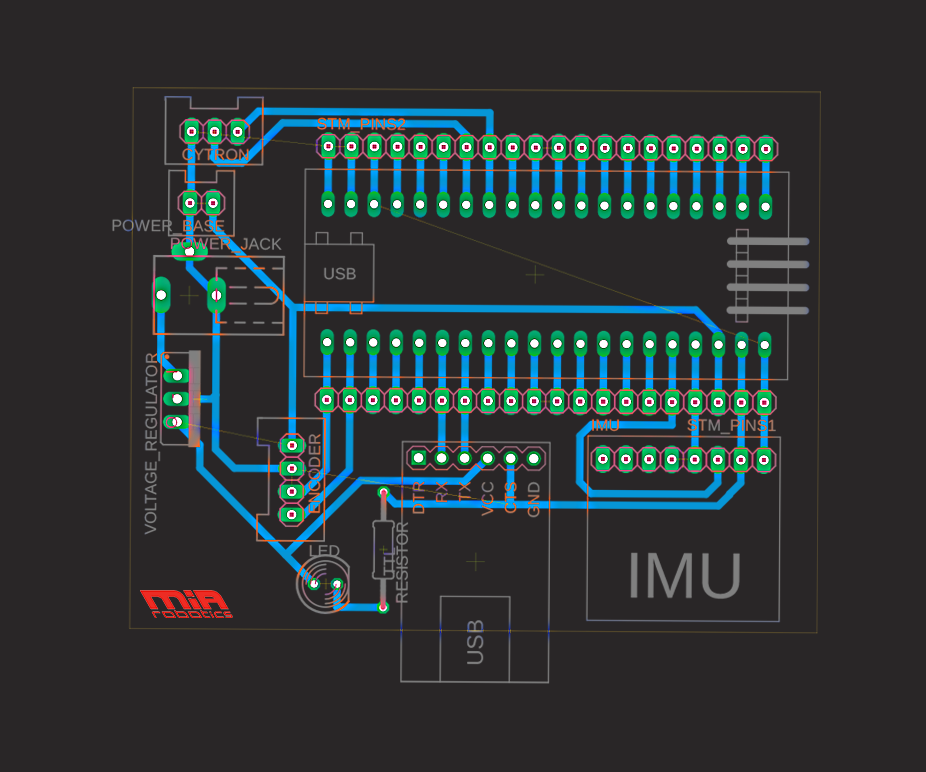 STM_PINS2
CYTRON
POWER_BASE
POWER_JACK
USB
VOLTAGE_REGULATOR
IMU
STM_PINS1
ENCODER
DTR
RX
TX
VCC
CTS
GND
LED
TTL
RESISTOR
IMU
MiA
robotics
USB